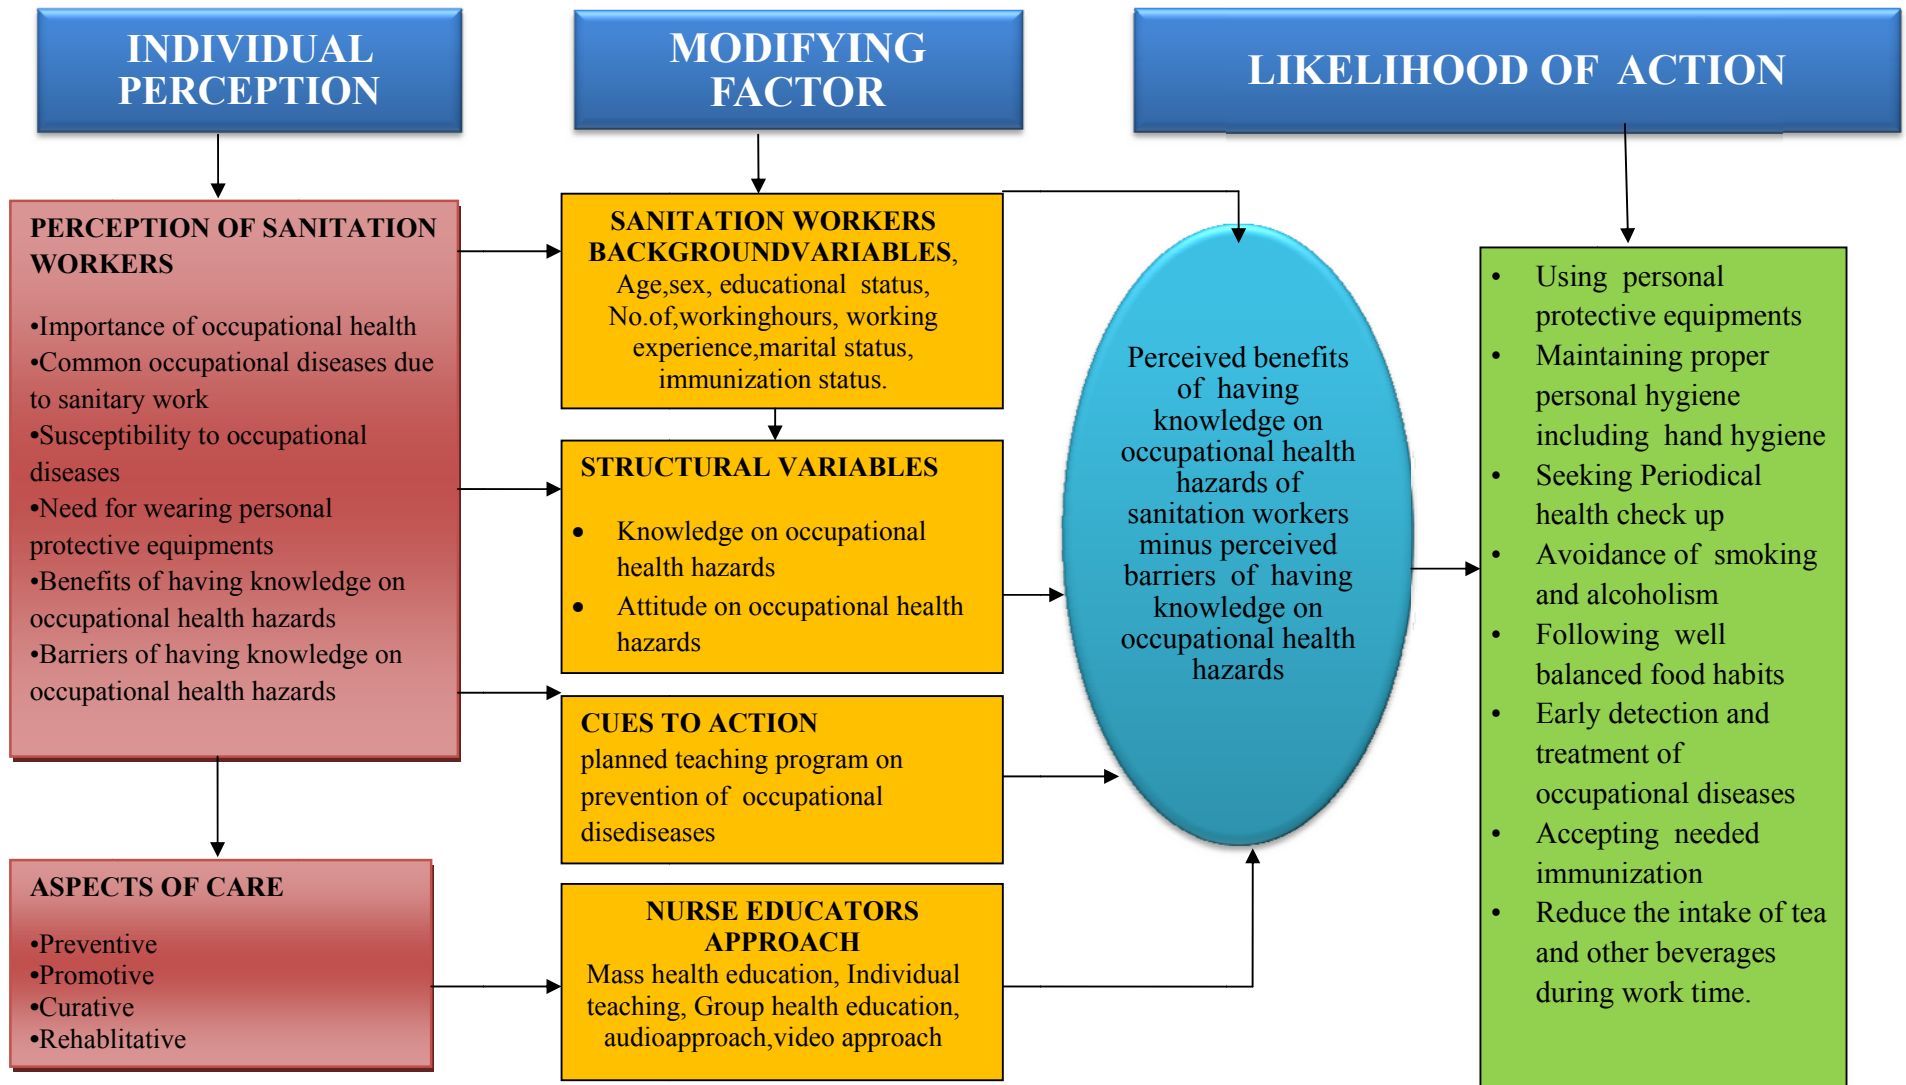 INDIVIDUAL
PERCEPTION
MODIFYING
FACTOR
LIKELIHOOD OF ACTION
PERCEPTION OF SANITATION
WORKERS
•Importance of occupational health
•Common occupational diseases due
to sanitary work
•Susceptibility to occupational
diseases
•Need for wearing personal
protective equipments
•Benefits of having knowledge on
occupational health hazards
•Barriers of having knowledge on
occupational health hazards
ASPECTS OF CARE
•Preventive
•Promotive
•Curative
•Rehablitative
SANITATION WORKERS
BACKGROUNDVARIABLES,
Age,sex, educational status,
No.of,workinghours, working
experience,marital status,
immunization status.
STRUCTURAL VARIABLES
• Knowledge on occupational
health hazards
• Attitude on occupational health
hazards
CUES TO ACTION
planned teaching program on
prevention of occupational
disediseases
NURSE EDUCATORS
APPROACH
Mass health education, Individual
teaching, Group health education,
audioapproach,video approach
Perceived benefits
of having
knowledge on
occupational health
hazards of
sanitation workers
minus perceived
barriers of having
knowledge on
occupational health
hazards
• Using personal
protective equipments
• Maintaining proper
personal hygiene
including hand hygiene
• Seeking Periodical
health check up
• Avoidance of smoking
and alcoholism
• Following well
balanced food habits
• Early detection and
treatment of
occupational diseases
• Accepting needed
immunization
• Reduce the intake of tea
and other beverages
during work time.